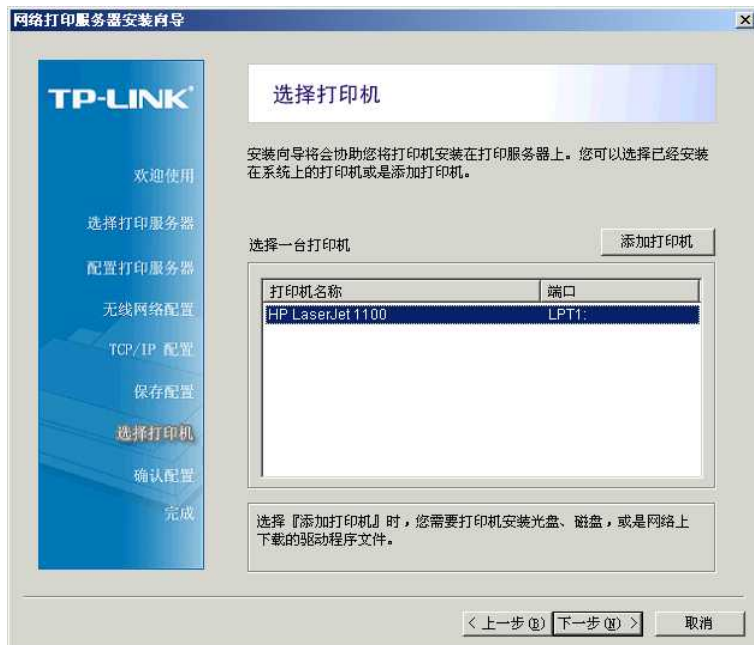 网络打印服务器安装向导
TP-LINK
欢迎使用
选择打印服务器
配置打印服务器
无线网络配置
TCP/IP 配置
保存配置
选择打印机
确认配置
完成
选择打印机
安装向导将会协助您将打印机安装在打印服务器上。您可以选择已经安装
在系统上的打印机或是添加打印机。
选择一台打印机
添加打印机
打印机名称 端口
HP LaserJet 1100 LPT1:
选择『添加打印机』时，您需要打印机安装光盘、磁盘，或是网络上
下载的驱动程序文件。
< 上一步(B) 下一步(N) > 取消